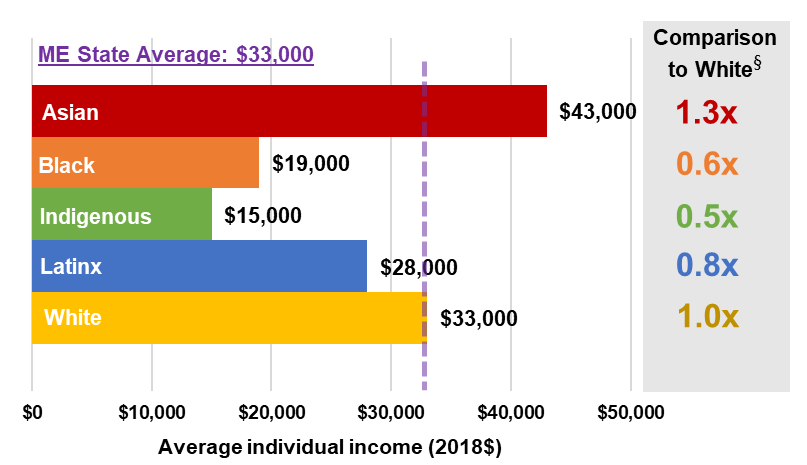 ME State Average: $33,000
Comparison
to White§
Asian
$43,000
1.3x
Black
$19,000
0.6x
Indigenous
$15,000
0.5x
Latinx
$28,000
0.8x
White
$33,000
1.0x
$0
$10,000
$20,000
$30,000
$40,000
$50,000
Average individual income (2018$)